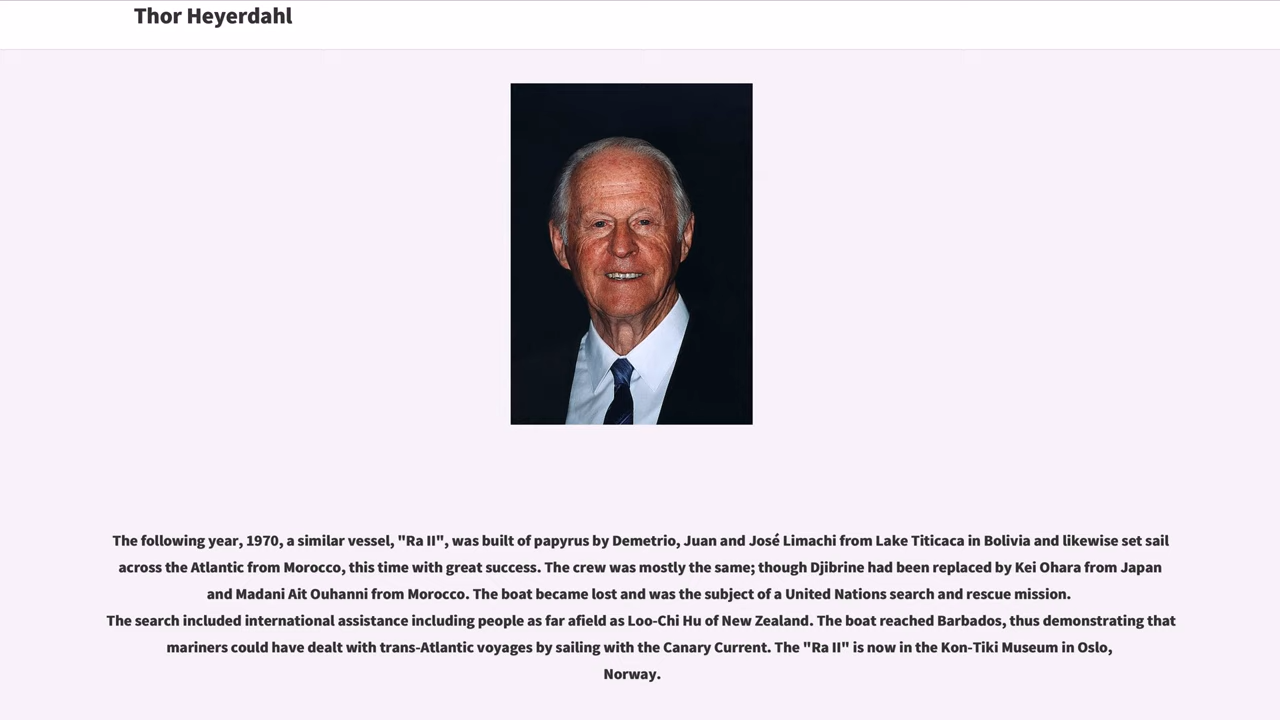 Thor Heyerdahl
The following year, 1970, a similar vessel, "Ra II", was built of papyrus by Demetrio, Juan and José Limachi from Lake Titicaca in Bolivia and likewise set sail
across the Atlantic from Morocco, this time with great success. The crew was mostly the same; though Djibrine had been replaced by Kei Ohara from Japan
and Madani Ait Ouhanni from Morocco. The boat became lost and was the subject of a United Nations search and rescue mission.
The search included international assistance including people as far afield as Loo-Chi Hu of New Zealand. The boat reached Barbados, thus demonstrating that
mariners could have dealt with trans-Atlantic voyages by sailing with the Canary Current. The "Ra II" is now in the Kon-Tiki Museum in Oslo,
Norway.